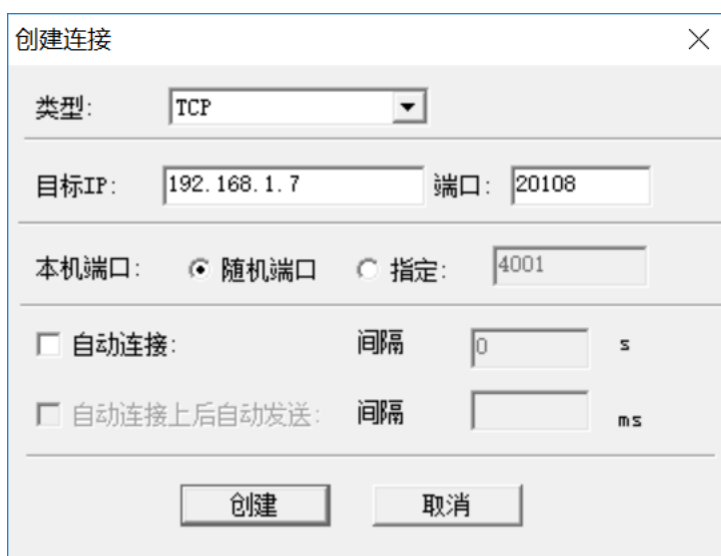 创建连接
类型: TCP
目标IP: 192.168.1.7 端口: 20108
本机端口: 随机端口 指定: 4001
自动连接: 间隔 0 s
自动连接上后自动发送: 间隔 ms
创建 取消